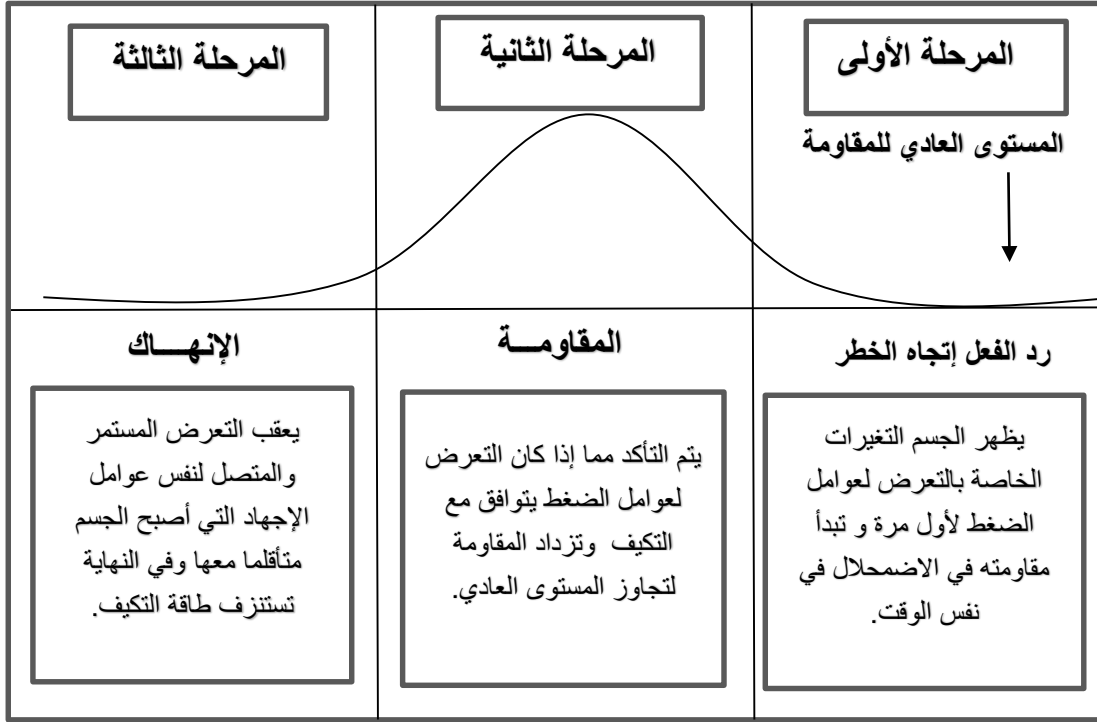 المرحلة الأولى
المرحلة الثانية
المرحلة الثالثة
المستوى العادي للمقاومة
رد الفعل إتجاه الخطر
المقاومـــة
الإنهــــاك
يظهر الجسم التغيرات
الخاصة بالتعرض لعوامل
الضغط لأول مرة و تبدأ
مقاومته في الاضمحلال في
نفس الوقت.
يتم التأكد مما إذا كان التعرض
لعوامل الضغط يتوافق مع
التكيف وتزداد المقاومة
لتجاوز المستوى العادي.
يعقب التعرض المستمر
والمتصل لنفس عوامل
الإجهاد التي أصبح الجسم
متأقلما معها وفي النهاية
تستنزف طاقة التكيف.